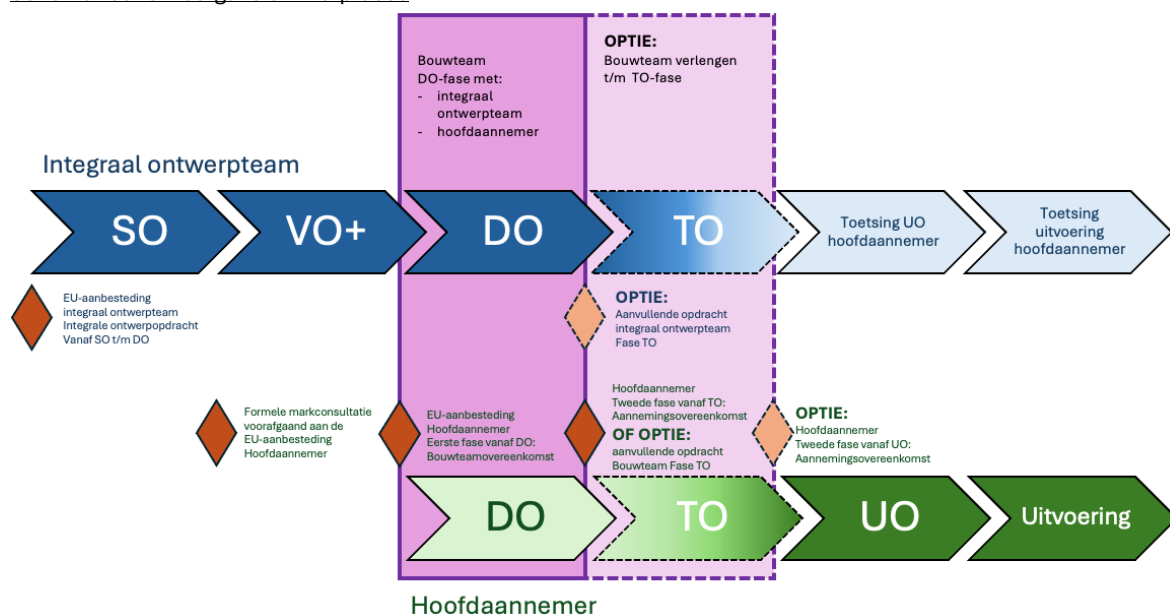 Bouwteam
DO-fase met:
- integraal
ontwerpteam
- hoofdaannemer
OPTIE:
Bouwteam verlengen
t/m TO-fase
Integraal ontwerpteam
SO
VO+
DO
TO
Toetsing UO
hoofdaannemer
Toetsing
uitvoering
hoofdaannemer
EU-aanbesteding
integraal ontwerpteam
Integrale ontwerpopdracht
Vanaf SO t/m DO
OPTIE:
Aanvullende opdracht
integraal ontwerpteam
Fase TO
Formele markconsultatie
voorafgaand aan de
EU-aanbesteding
Hoofdaannemer
EU-aanbesteding
Hoofdaannemer
Eerste fase vanaf DO:
Bouwteamovereenkomst
Hoofdaannemer
Tweede fase vanaf TO:
Aannemingsovereenkomst
OF OPTIE:
aanvullende opdracht
Bouwteam Fase TO
OPTIE:
Hoofdaannemer
Tweede fase vanaf UO:
Aannemingsovereenkomst
DO
TO
UO
Uitvoering
Hoofdaannemer